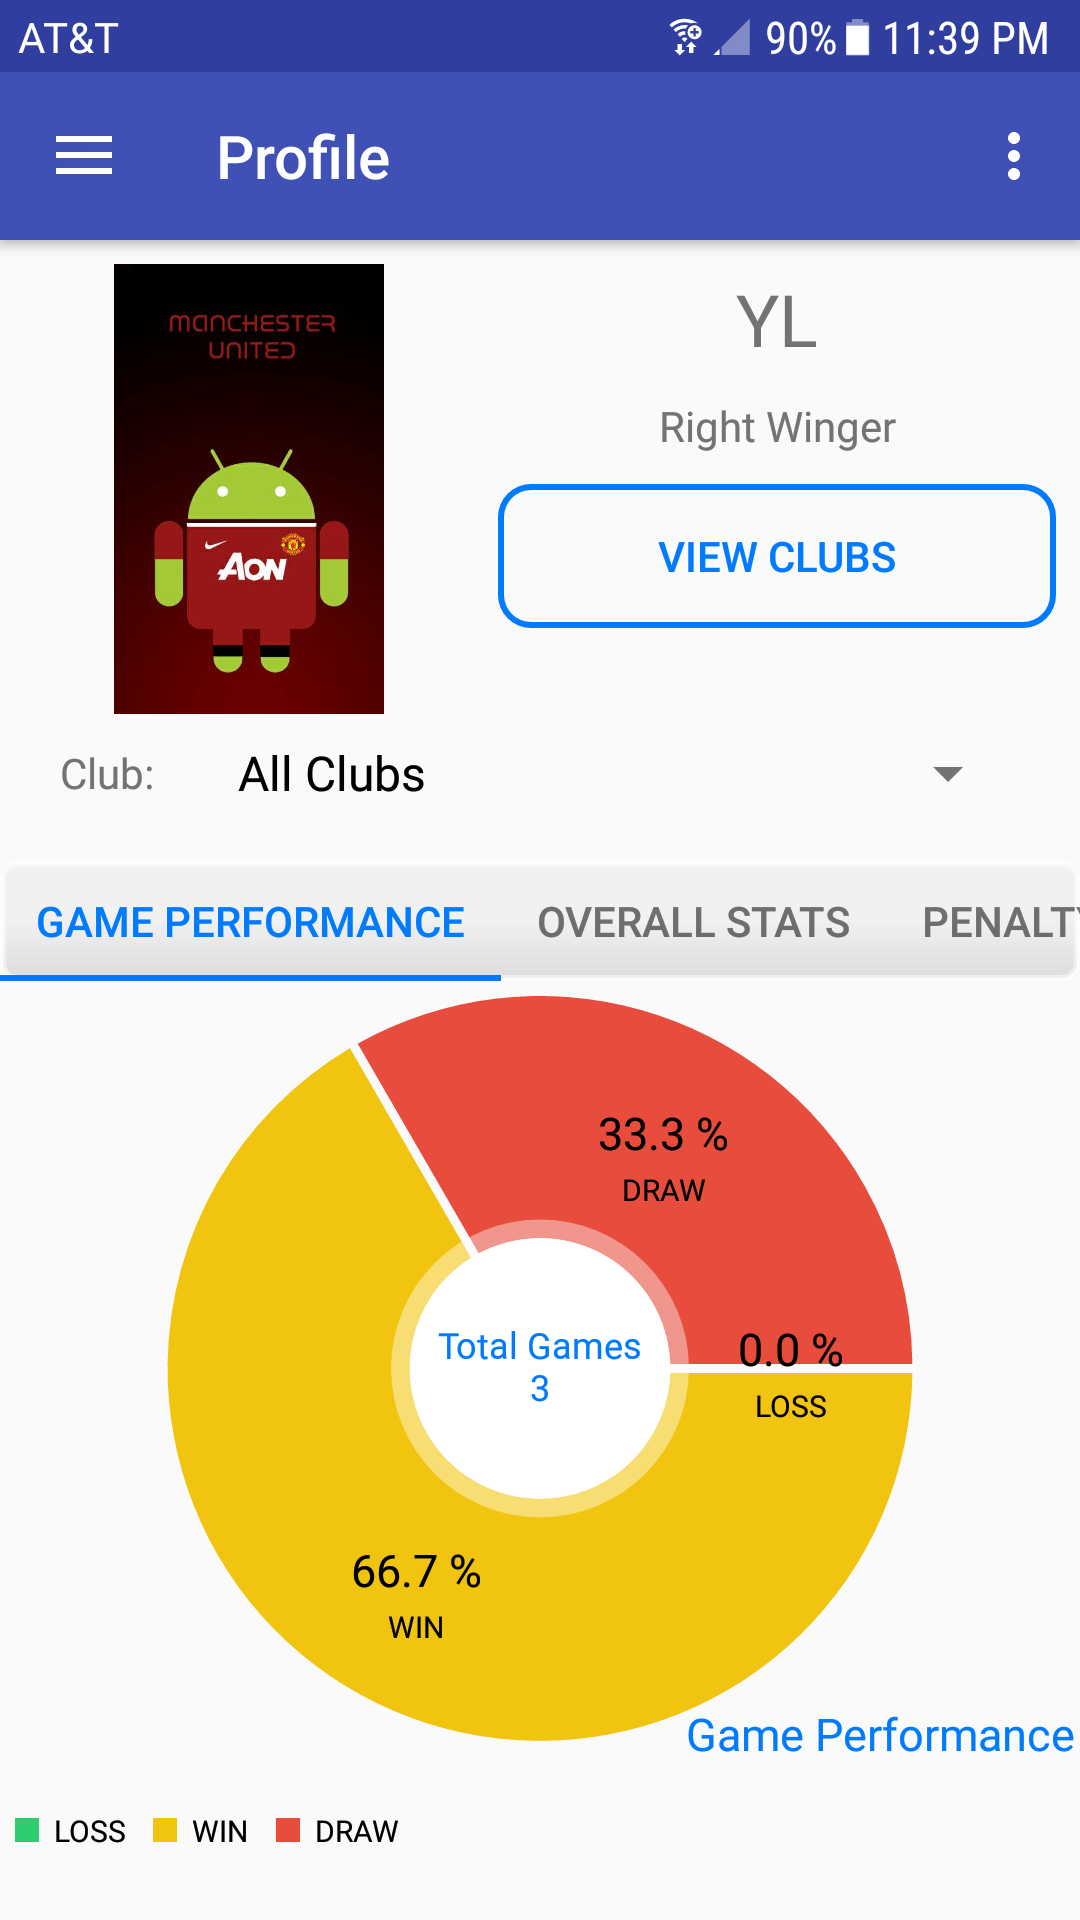 AT&T 90% 11:39 PM
Profile
MANCHESTER
UNITED
AON
YL
Right Winger
VIEW CLUBS
Club: All Clubs
GAME PERFORMANCE OVERALL STATS PENALTY
33.3 %
DRAW
Total Games
3
0.0 %
LOSS
66.7 %
WIN
Game Performance
LOSS WIN DRAW